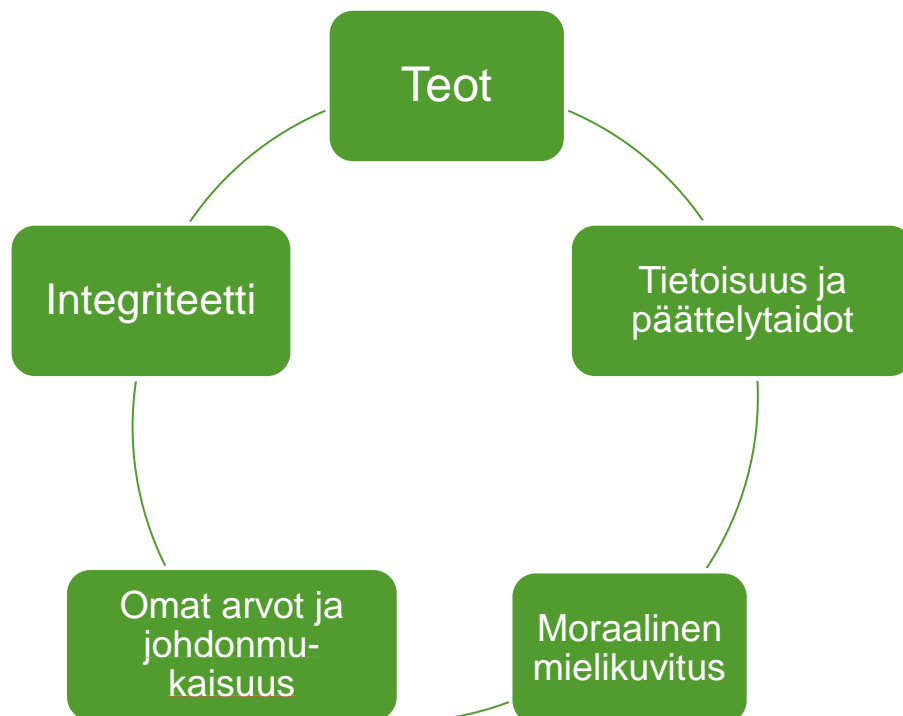 Teot
Integriteetti
Tietoisuus ja
päättelytaidot
Omat arvot ja
johdonmu-
kaisuus
Moraalinen
mielikuvitus